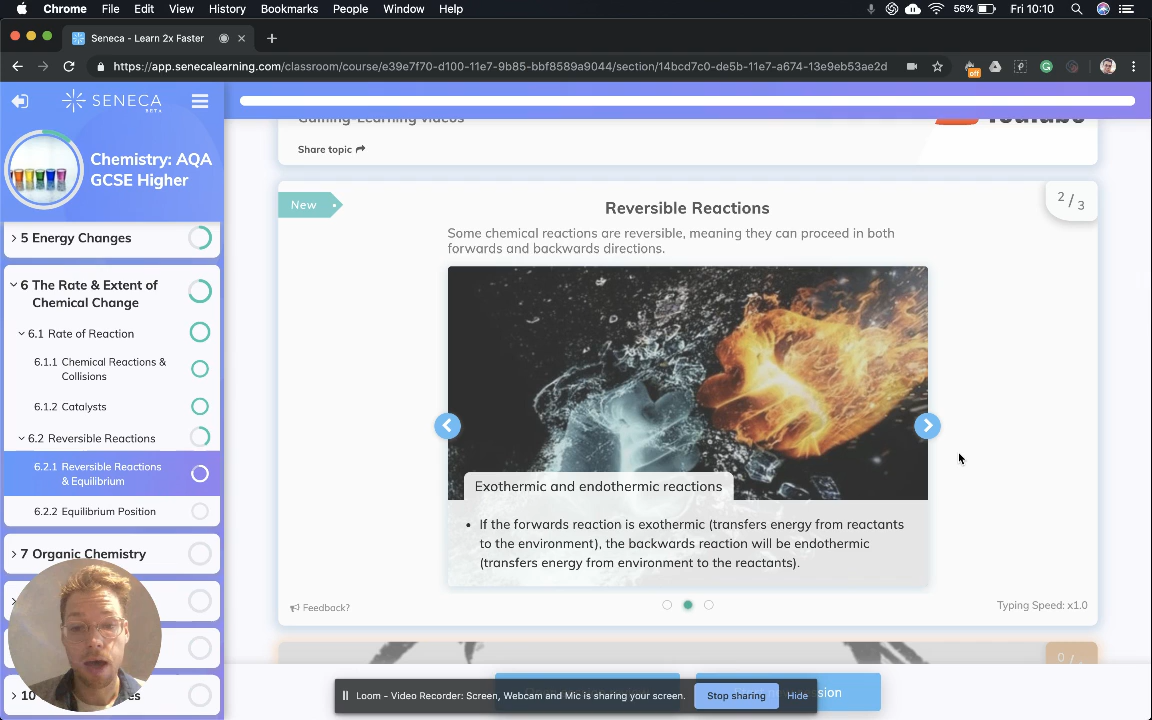 Chrome File Edit View History Bookmarks People Window Help 56% Fri 10:10
Seneca - Learn 2x Faster
https://app.senecalearning.com/classroom/course/e39e7f70-d100-11e7-9b85-bbf8589a9044/section/14bcd7c0-de5b-11e7-a674-13e9eb53ae2d
off
SENECA
BETA
Chemistry: AQA
GCSE Higher
5 Energy Changes
6 The Rate & Extent of
Chemical Change
6.1 Rate of Reaction
6.1.1 Chemical Reactions &
Collisions
6.1.2 Catalysts
6.2 Reversible Reactions
6.2.1 Reversible Reactions
& Equilibrium
6.2.2 Equilibrium Position
7 Organic Chemistry
10
Gaming-Learning videos
YouTube
Share topic
New
Reversible Reactions
2 / 3
Some chemical reactions are reversible, meaning they can proceed in both
forwards and backwards directions.
Exothermic and endothermic reactions
• If the forwards reaction is exothermic (transfers energy from reactants
to the environment), the backwards reaction will be endothermic
(transfers energy from environment to the reactants).
Feedback?
Typing Speed: x1.0
0 /
Loom - Video Recorder: Screen, Webcam and Mic is sharing your screen. Stop sharing Hide